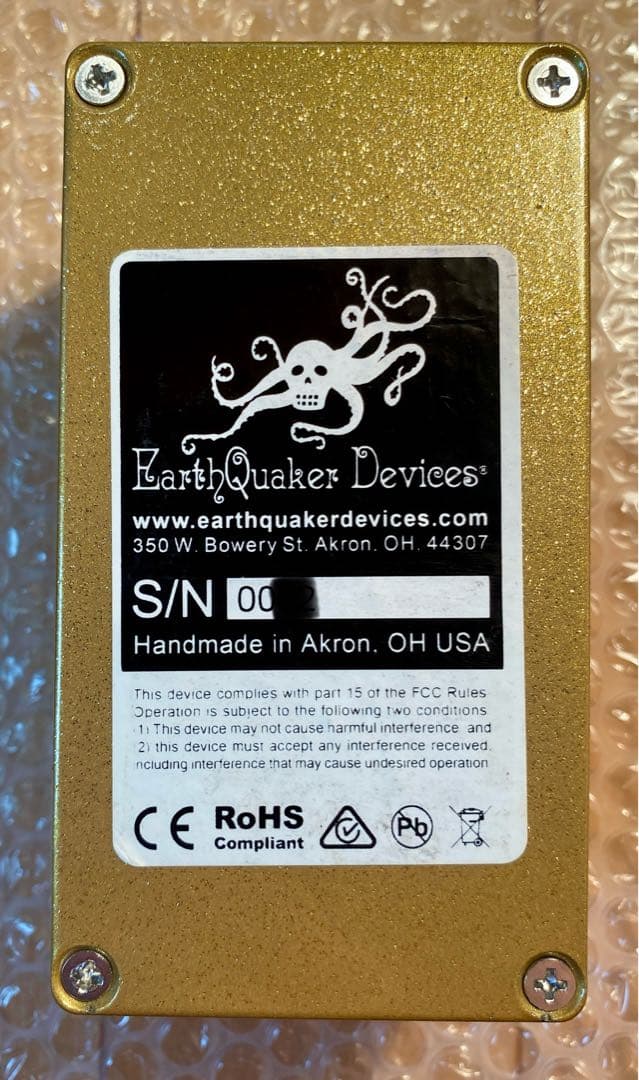 EarthQuaker Devices®
www.earthquakerdevices.com
350 W. Bowery St. Akron, OH. 44307
S/N 00 2
Handmade in Akron, OH USA
This device complies with part 15 of the FCC Rules
Operation is subject to the following two conditions
1) This device may not cause harmful interference and
2) this device must accept any interference received,
ncluding interference that may cause undesired operation
CE RoHS Compliant Pb